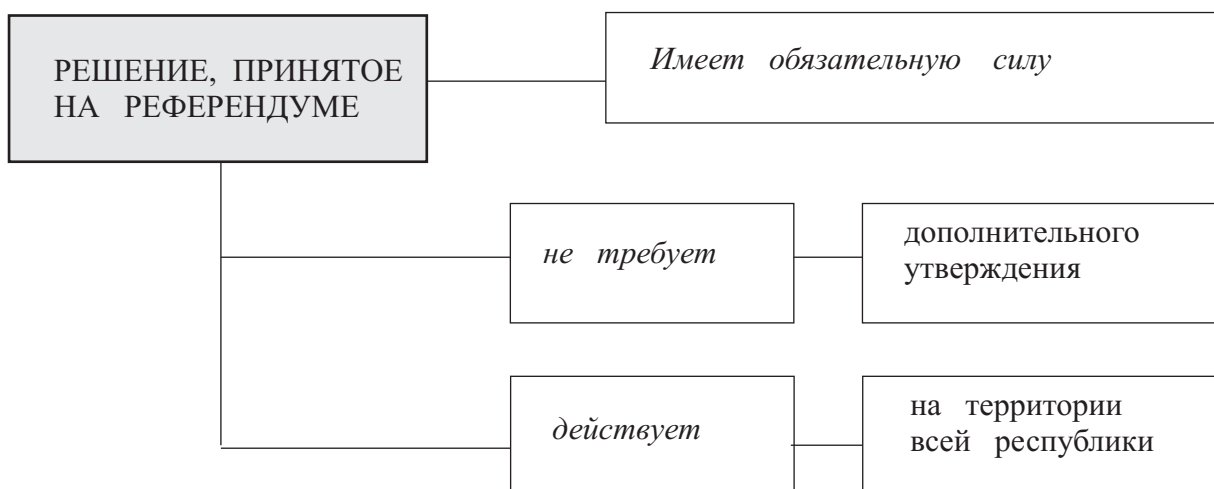 РЕШЕНИЕ, ПРИНЯТОЕ
НА РЕФЕРЕНДУМЕ
Имеет обязательную силу
не требует
дополнительного
утверждения
действует
на территории
всей республики